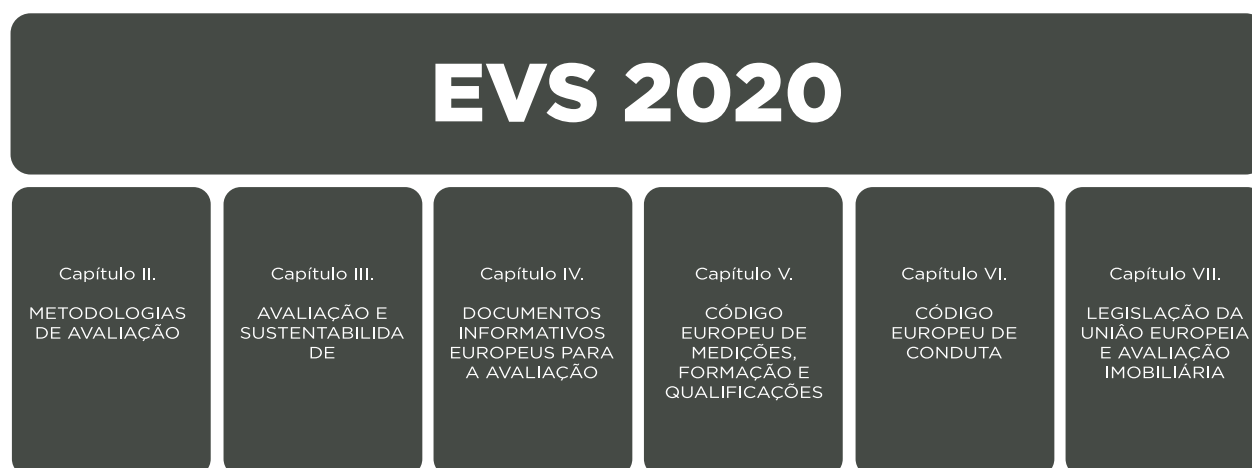 EVS 2020
Capítulo II.
METODOLOGIAS
DE AVALIAÇÃO
Capítulo III.
AVALIAÇÃO E
SUSTENTABILIDA
DE
Capítulo IV.
DOCUMENTOS
INFORMATIVOS
EUROPEUS PARA
A AVALIAÇÃO
Capítulo V.
CÓDIGO
EUROPEU DE
MEDIÇÕES,
FORMAÇÃO E
QUALIFICAÇÕES
Capítulo VI.
CÓDIGO
EUROPEU DE
CONDUTA
Capítulo VII.
LEGISLAÇÃO DA
UNIÂO EUROPEIA
E AVALIAÇÃO
IMOBILIÁRIA